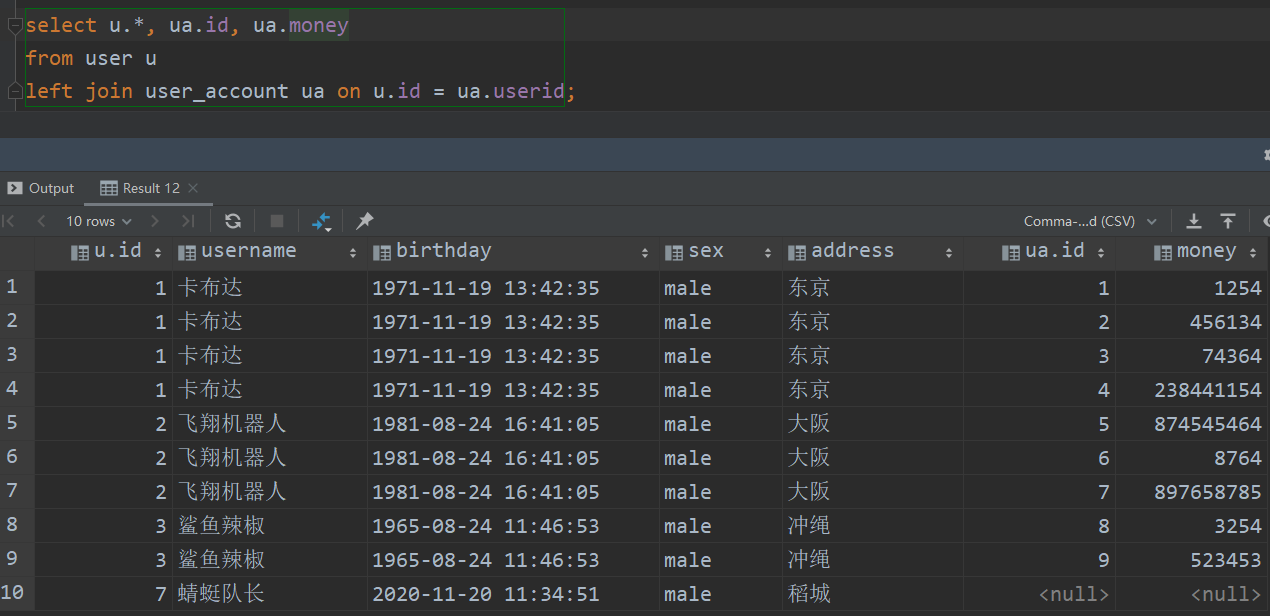 select u.*, ua.id, ua.money
from user u
left join user_account ua on u.id = ua.userid;
Output Result 12
10 rows Comma-...d (CSV)
u.id username birthday sex address ua.id money
1 1 卡布达 1971-11-19 13:42:35 male 东京 1 1254
2 1 卡布达 1971-11-19 13:42:35 male 东京 2 456134
3 1 卡布达 1971-11-19 13:42:35 male 东京 3 74364
4 1 卡布达 1971-11-19 13:42:35 male 东京 4 238441154
5 2 飞翔机器人 1981-08-24 16:41:05 male 大阪 5 874545464
6 2 飞翔机器人 1981-08-24 16:41:05 male 大阪 6 8764
7 2 飞翔机器人 1981-08-24 16:41:05 male 大阪 7 897658785
8 3 鲨鱼辣椒 1965-08-24 11:46:53 male 冲绳 8 3254
9 3 鲨鱼辣椒 1965-08-24 11:46:53 male 冲绳 9 523453
10 7 蜻蜓队长 2020-11-20 11:34:51 male 稻城 <null> <null>